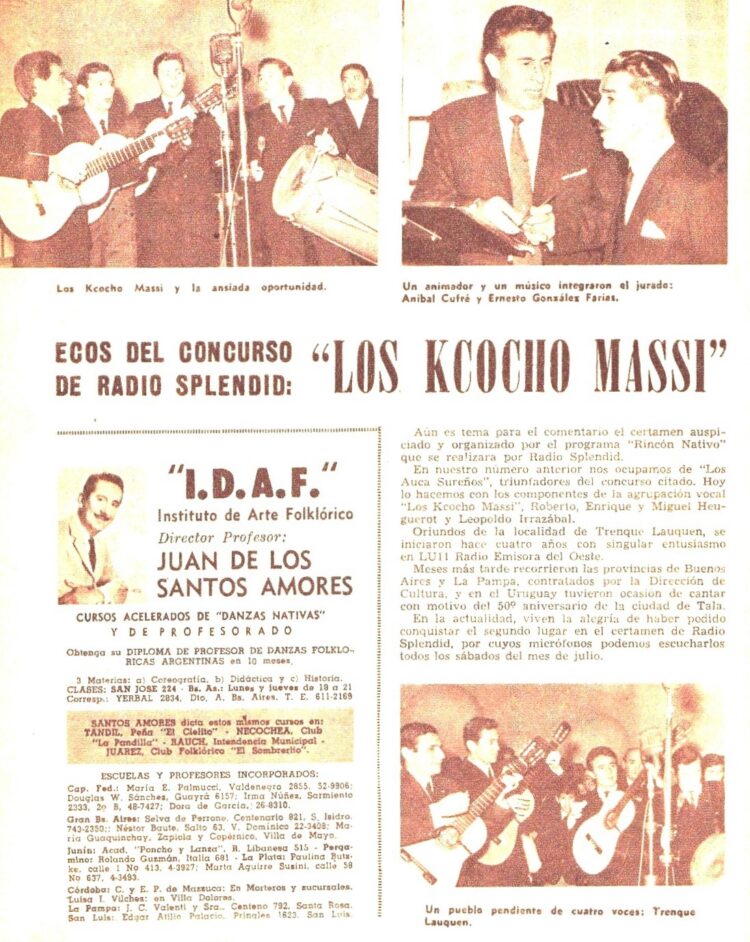 Los Kcocho Massi y la ansiada oportunidad.
Un animador y un músico integraron el jurado:
Aníbal Cufré y Ernesto González Farías.
ECOS DEL CONCURSO
DE RADIO SPLENDID:
“LOS KCOCHO MASSI”
"I.D.A.F."
Instituto de Arte Folklórico
Director Profesor:
JUAN DE LOS
SANTOS AMORES
CURSOS ACELERADOS DE "DANZAS NATIVAS"
Y DE PROFESORADO
Obtenga su DIPLOMA DE PROFESOR DE DANZAS FOLKLO-
RICAS ARGENTINAS en 10 meses.
3 Materias: a) Coreografía, b) Didáctica y c) Historia.
CLASES: SAN JOSE 224 - Bs. As.: Lunes y jueves de 18 a 21
Corresp.: YERBAL 2834, Dto. A. Bs. Aires. T. E. 611-2169
SANTOS AMORES dicta estos mismos cursos en:
TANDIL, Peña "El Cielito" - NECOCHEA, Club
"La Pandilla" - RAUCH, Intendencia Municipal -
JUAREZ, Club Folklórico "El Sombrerito".
ESCUELAS Y PROFESORES INCORPORADOS:
Cap. Fed.: María E. Palmucci, Valdenegro 2855, 52-9906;
Douglas W. Sánchez, Guayrá 6157; Irma Núñez, Sarmiento
2333, 2º B, 48-7427; Dora de García, 26-8310.
Gran Bs. Aires: Selva de Perrone, Centenario 821, S. Isidro.
743-2350; Néstor Baute, Salto 63, V. Domínico 22-3408; Ma-
ría Guaquinchay, Zapiola y Copérnico, Villa de Mayo.
Junín: Acad. "Poncho y Lanza", R. Libanesa 515 - Perga-
mino: Rolando Guzmán, Italia 681 - La Plata: Paulina Butz-
ke, calle 1 No 413, 4-3927; Marta Aguirre Susini, calle 58
No 637, 4-3493.
Córdoba: C. y E. P. de Mazzuca: En Morteros y sucursales.
Luisa I. Vilches: en Villa Dolores.
La Pampa: J. C. Valenti y Sra., Centeno 792, Santa Rosa.
San Luis: Edgar Atilio Palacio, Pringles 1623, San Luis.
Aún es tema para el comentario el certamen auspi-
ciado y organizado por el programa "Rincón Nativo"
que se realizara por Radio Splendid.
En nuestro número anterior nos ocupamos de "Los
Auca Sureños", triunfadores del concurso citado. Hoy
lo hacemos con los componentes de la agrupación vocal
"Los Kcocho Massi", Roberto, Enrique y Miguel Heu-
guerot y Leopoldo Irrazábal.
Oriundos de la localidad de Trenque Lauquen, se
iniciaron hace cuatro años con singular entusiasmo
en LU11 Radio Emisora del Oeste.
Meses más tarde recorrieron las provincias de Buenos
Aires y La Pampa, contratados por la Dirección de
Cultura, y en el Uruguay tuvieron ocasión de cantar
con motivo del 50º aniversario de la ciudad de Tala.
En la actualidad, viven la alegría de haber podido
conquistar el segundo lugar en el certamen de Radio
Splendid, por cuyos micrófonos podemos escucharlos
todos los sábados del mes de julio.
Un pueblo pendiente de cuatro voces: Trenque
Lauquen.